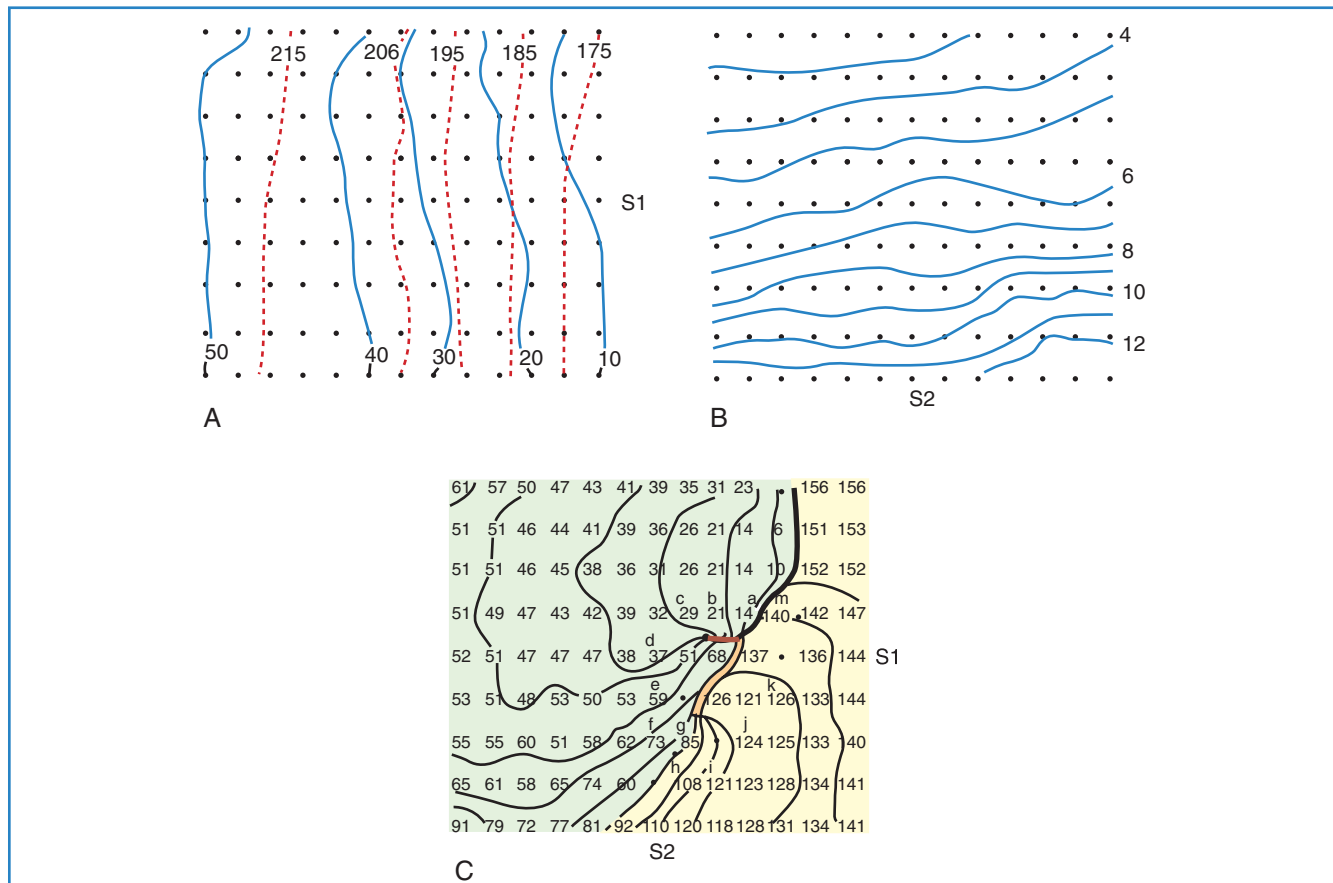 215 206 195 185 175
S1
50 40 30 20 10
A
4
6
8
10
12
S2
B
61 57 50 47 43 41 39 35 31 23 156 156
51 51 46 44 41 39 36 26 21 14 6 151 153
51 51 46 45 38 36 31 26 21 14 10 152 152
c b a m
51 49 47 43 42 39 32 29 21 14 140 142 147
d
52 51 47 47 47 38 37 51 68 137 136 144 S1
e k
53 51 48 53 50 53 59 126 121 126 133 144
f g j
55 55 60 51 58 62 73 85 124 125 133 140
h i
65 61 58 65 74 60 108 121 123 128 134 141
91 79 72 77 81 92 110 120 118 128 131 134 141
S2
C